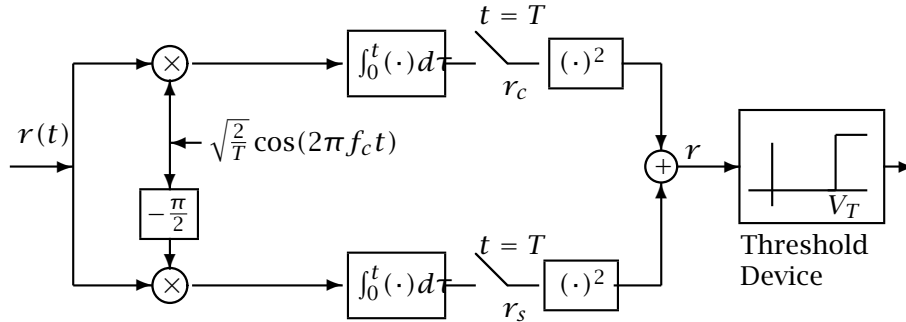 r(t)
×
√(2/T) cos(2πf_c t)
−π/2
×
∫₀ᵗ(·)dτ
t = T
r_c
(·)²
∫₀ᵗ(·)dτ
t = T
r_s
(·)²
+
r
V_T
Threshold
Device